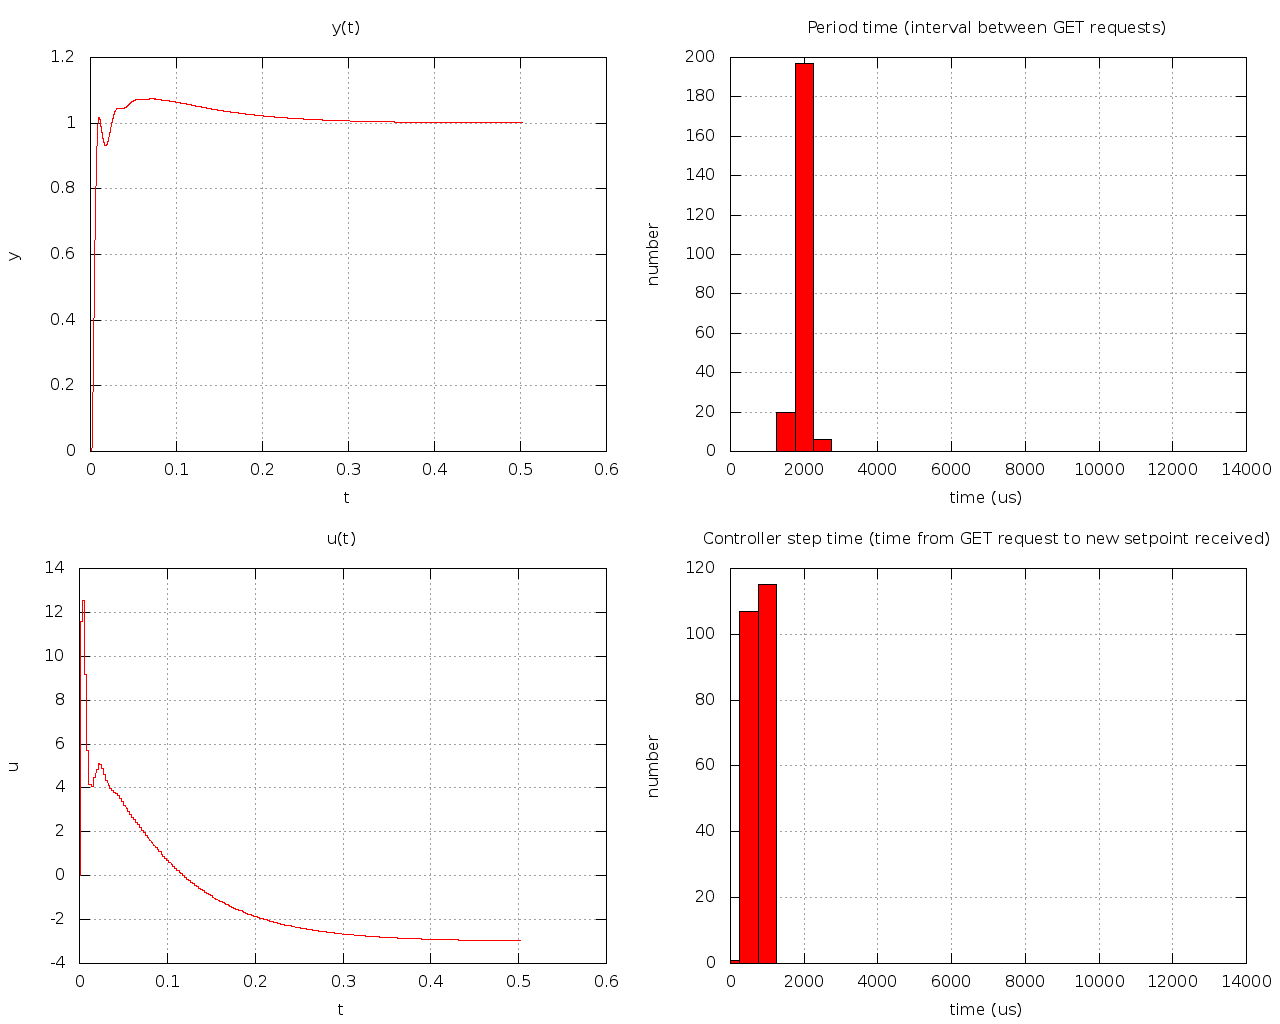 y(t)
1.2
1
0.8
0.6
0.4
0.2
0
y
0 0.1 0.2 0.3 0.4 0.5 0.6
t
Period time (interval between GET requests)
200
180
160
140
120
100
80
60
40
20
0
number
0 2000 4000 6000 8000 10000 12000 14000
time (us)
u(t)
14
12
10
8
6
4
2
0
-2
-4
u
0 0.1 0.2 0.3 0.4 0.5 0.6
t
Controller step time (time from GET request to new setpoint received)
120
100
80
60
40
20
0
number
0 2000 4000 6000 8000 10000 12000 14000
time (us)